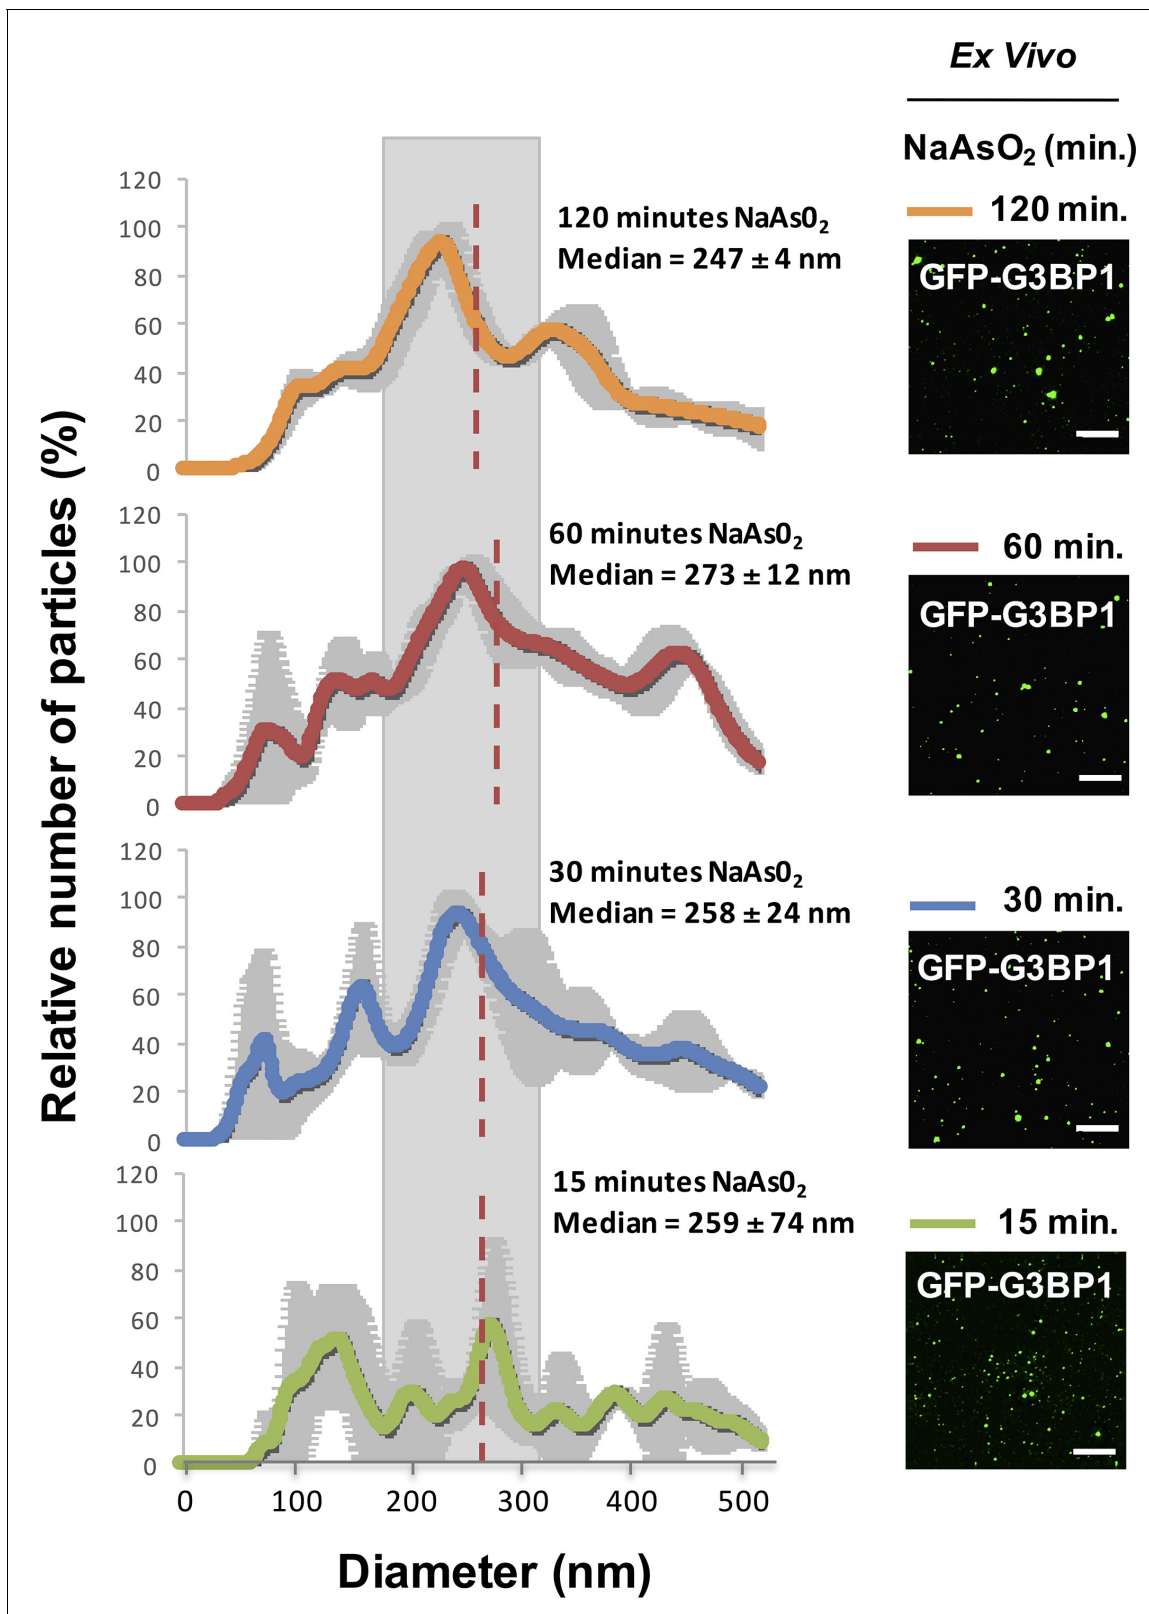 Ex Vivo
NaAsO2 (min.)
120 min.
GFP-G3BP1
60 min.
GFP-G3BP1
30 min.
GFP-G3BP1
15 min.
GFP-G3BP1
Relative number of particles (%)
120
100
80
60
40
20
0
120 minutes NaAs02
Median = 247 ± 4 nm
120
100
80
60
40
20
0
60 minutes NaAs02
Median = 273 ± 12 nm
120
100
80
60
40
20
0
30 minutes NaAs02
Median = 258 ± 24 nm
120
100
80
60
40
20
0
15 minutes NaAs02
Median = 259 ± 74 nm
0 100 200 300 400 500
Diameter (nm)